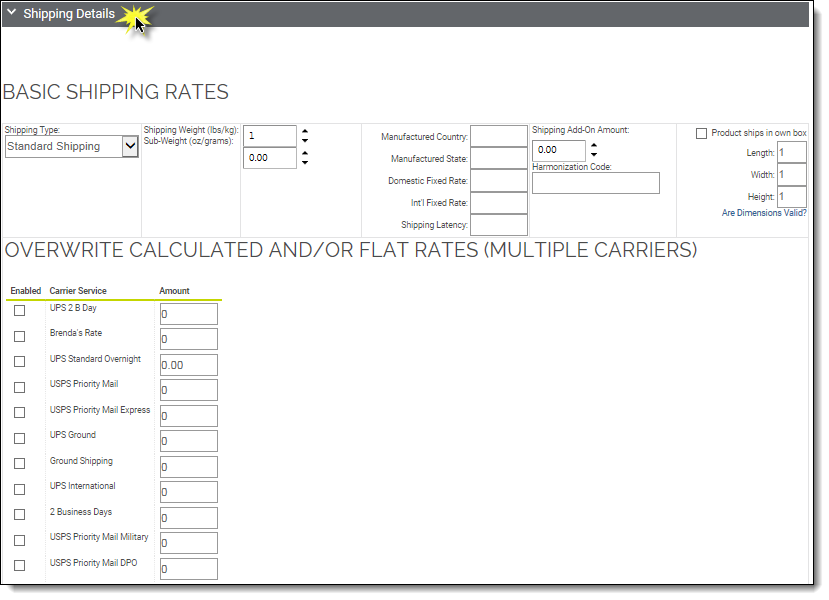 Shipping Details
BASIC SHIPPING RATES
Shipping Type:
Standard Shipping
Shipping Weight (lbs/kg):
Sub-Weight (oz/grams):
1
0.00
Manufactured Country:
Manufactured State:
Domestic Fixed Rate:
Int'l Fixed Rate:
Shipping Latency:
Shipping Add-On Amount:
0.00
Harmonization Code:
Product ships in own box
Length: 1
Width: 1
Height: 1
Are Dimensions Valid?
OVERWRITE CALCULATED AND/OR FLAT RATES (MULTIPLE CARRIERS)
Enabled Carrier Service Amount
UPS 2 B Day 0
Brenda's Rate 0
UPS Standard Overnight 0.00
USPS Priority Mail 0
USPS Priority Mail Express 0
UPS Ground 0
Ground Shipping 0
UPS International 0
2 Business Days 0
USPS Priority Mail Military 0
USPS Priority Mail DPO 0